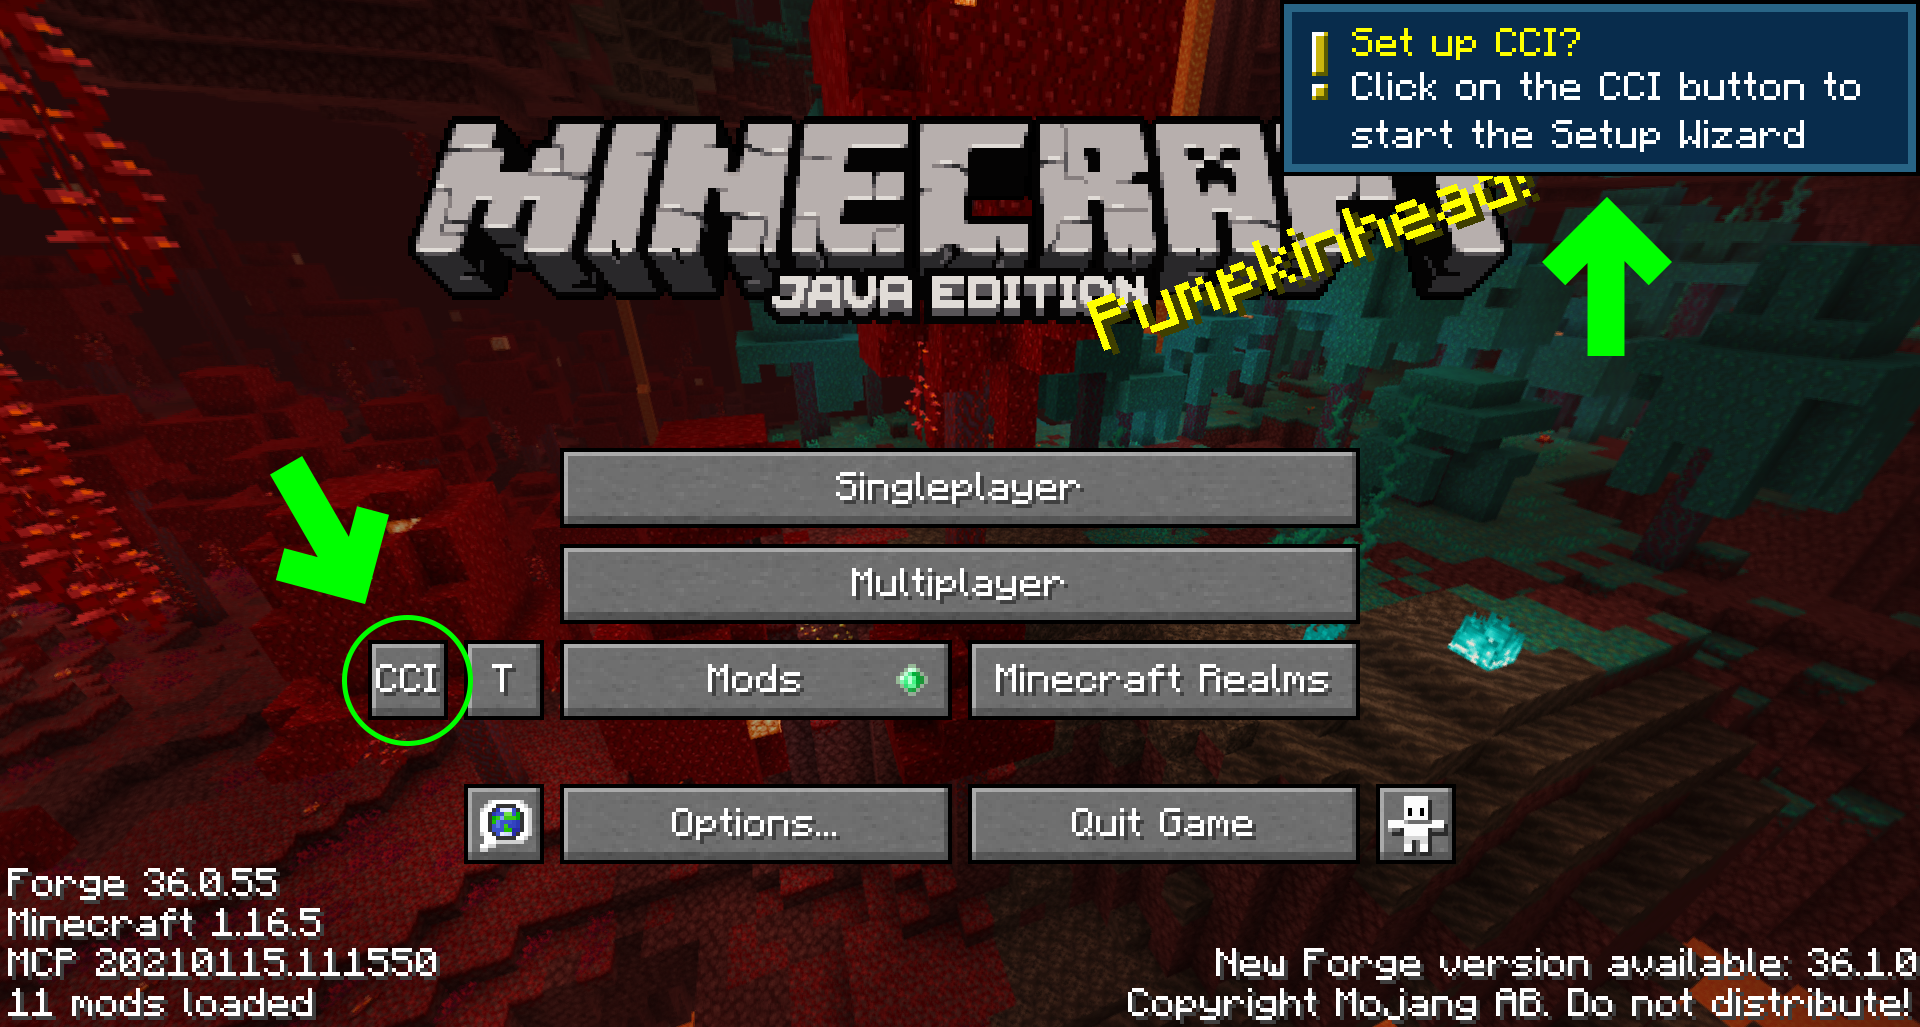 Set up CCI?
Click on the CCI button to
start the Setup Wizard
MINECRAFT
JAVA EDITION
Pumpkinhead!
Singleplayer
Multiplayer
CCI
T
Mods
Minecraft Realms
Options...
Quit Game
Forge 36.0.55
Minecraft 1.16.5
MCP 20210115.111550
11 mods loaded
New Forge version available: 36.1.0
Copyright Mojang AB. Do not distribute!